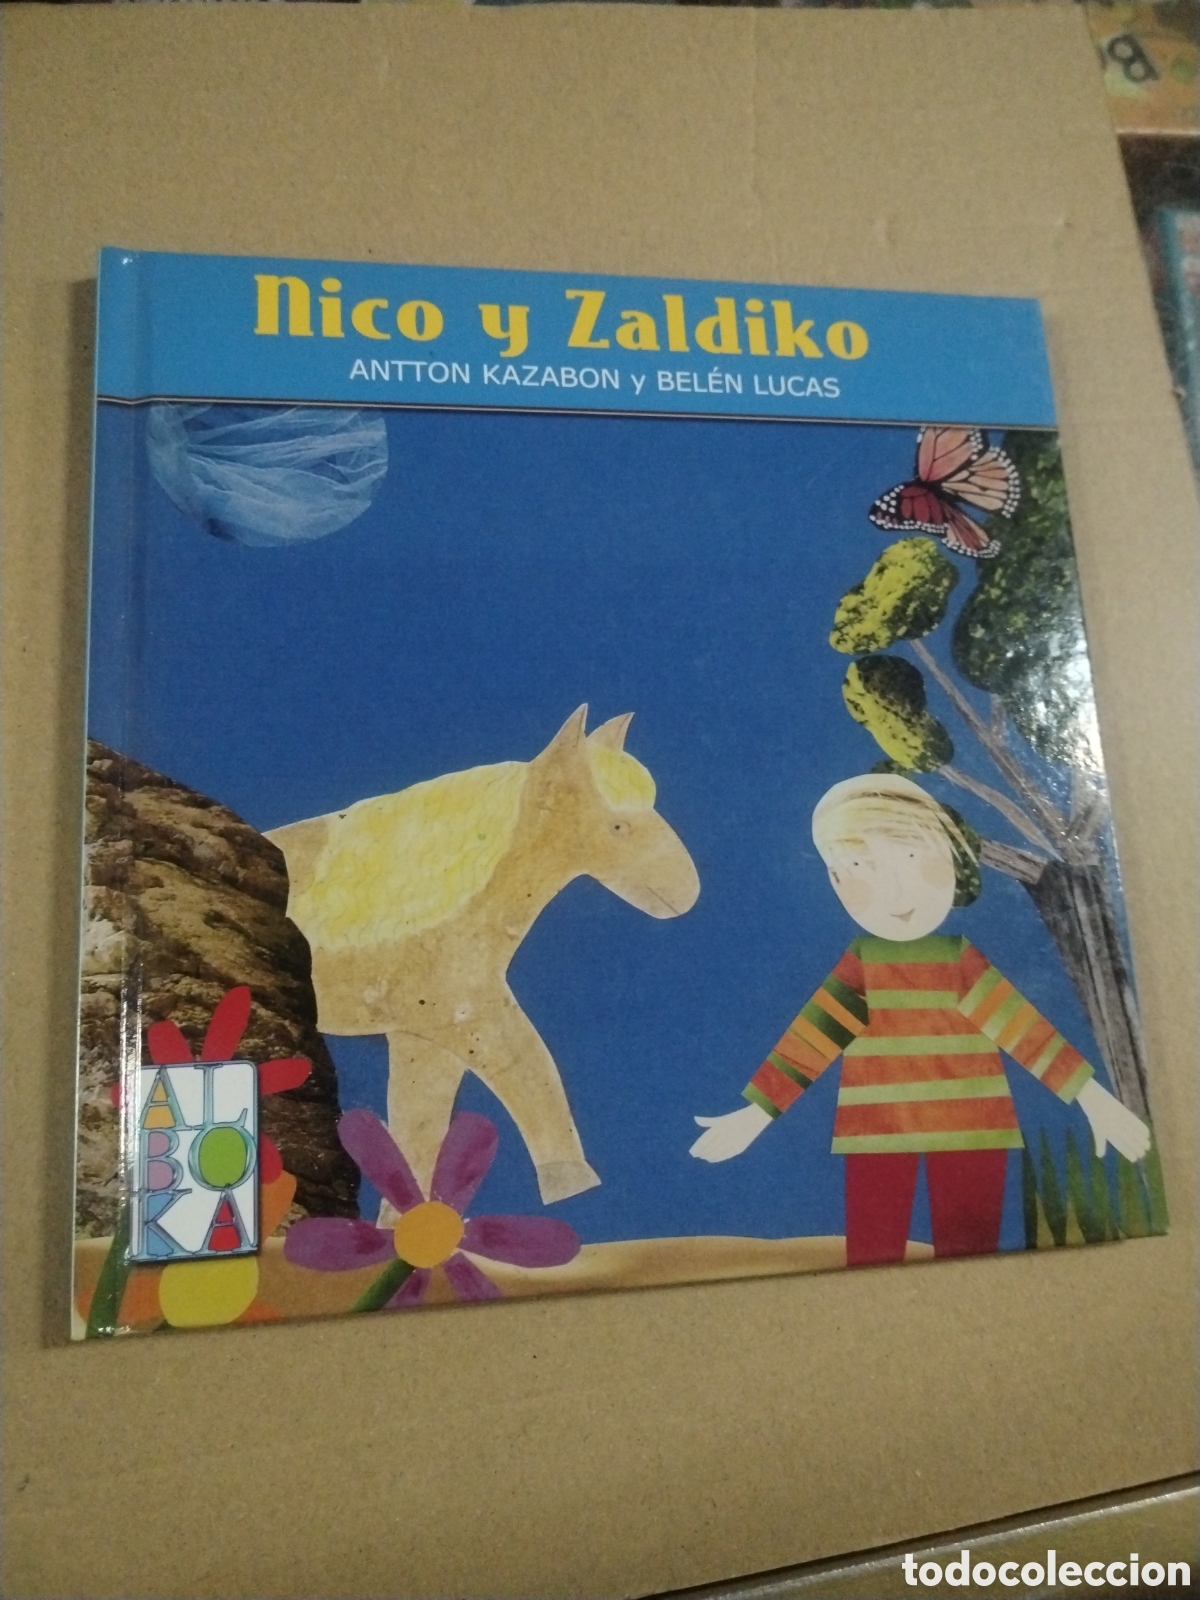 Nico y Zaldiko
ANTTON KAZABON y BELÉN LUCAS
AL
BO
KA
todocoleccion